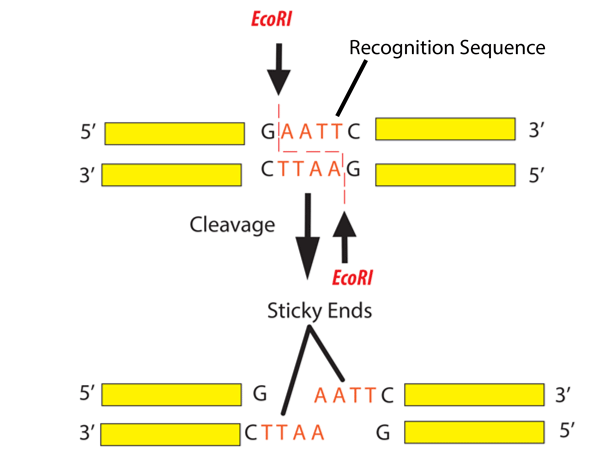 EcoRI
Recognition Sequence
5′ GAATTC 3′
3′ CTTAAG 5′
Cleavage
EcoRI
Sticky Ends
5′ G AATTC 3′
3′ CTTAA G 5′